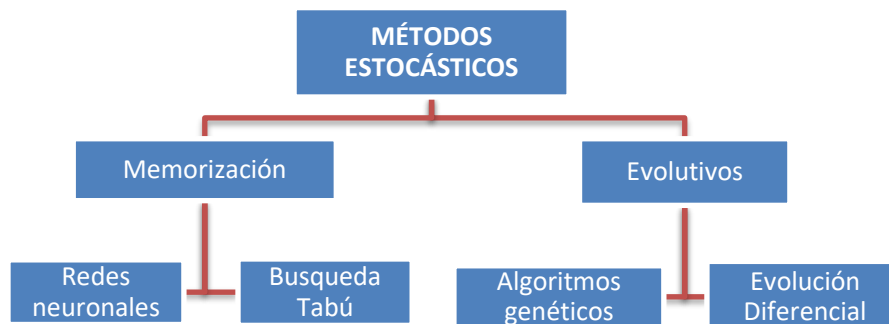 MÉTODOS
ESTOCÁSTICOS
Memorización
Evolutivos
Redes
neuronales
Busqueda
Tabú
Algoritmos
genéticos
Evolución
Diferencial